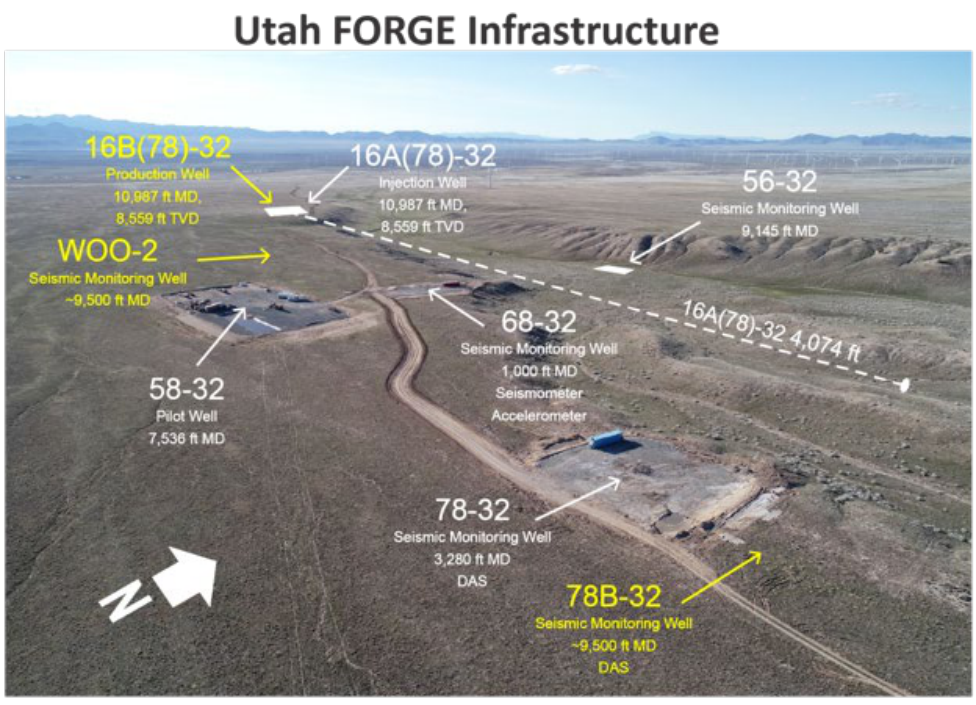 Utah FORGE Infrastructure
16B(78)-32
Production Well
10,987 ft MD,
8,559 ft TVD
16A(78)-32
Injection Well
10,987 ft MD,
8,559 ft TVD
56-32
Seismic Monitoring Well
9,145 ft MD
WOO-2
Seismic Monitoring Well
~9,500 ft MD
16A(78)-32 4,074 ft
68-32
Seismic Monitoring Well
1,000 ft MD
Seismometer
Accelerometer
58-32
Pilot Well
7,536 ft MD
78-32
Seismic Monitoring Well
3,280 ft MD
DAS
78B-32
Seismic Monitoring Well
~9,500 ft MD
DAS
N